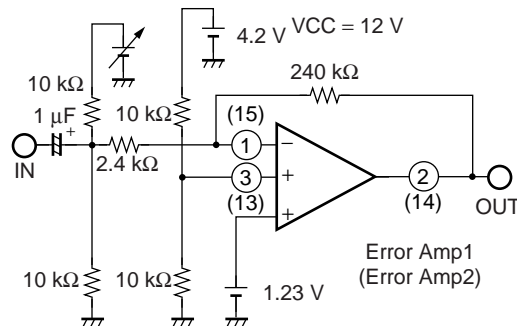 4.2 V
VCC = 12 V
10 kΩ
10 kΩ
240 kΩ
1 µF
+
IN
2.4 kΩ
(15)
1
−
3
+
(13)
+
2
(14)
OUT
10 kΩ
10 kΩ
1.23 V
Error Amp1
(Error Amp2)